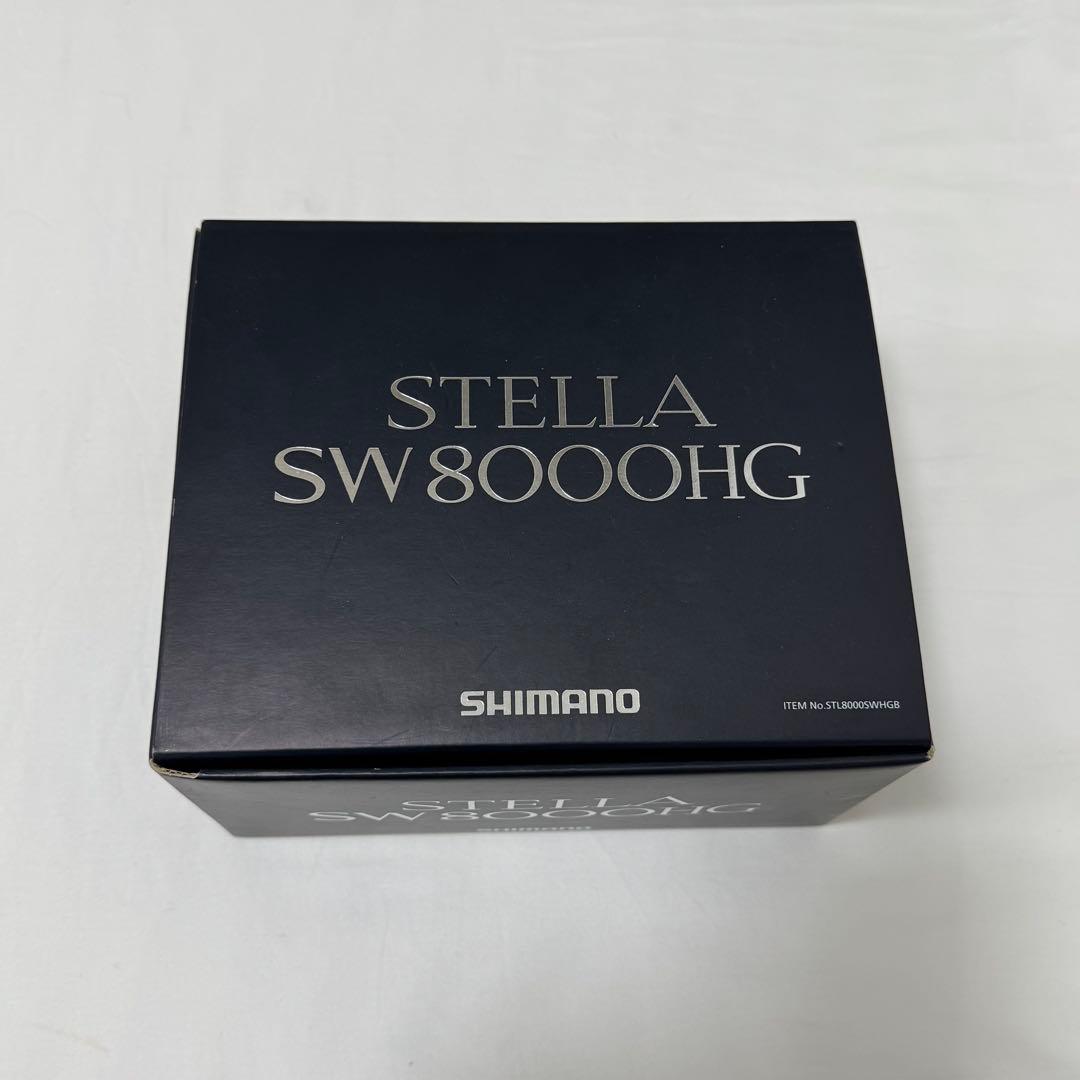 STELLA
SW 8000HG
SHIMANO
ITEM No.STL8000SWHGB
STELLA
SW 8000HG
SHIMANO